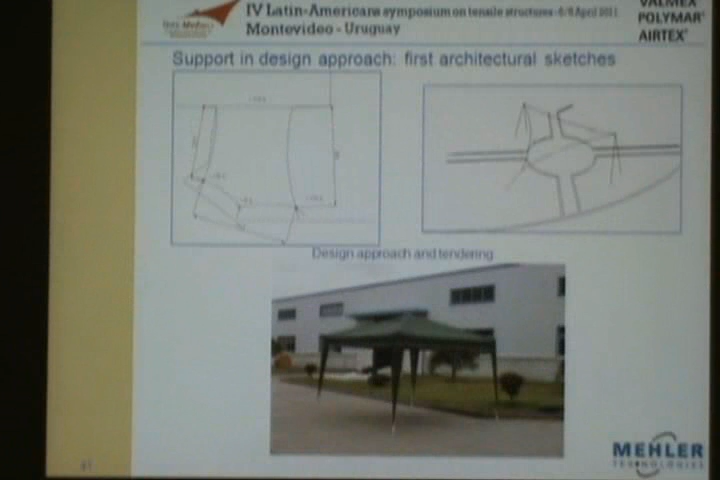 IV Latin-Americans symposium on tensile structures -6/8 April 2011
Montevideo - Uruguay
VALMEX
POLYMAR
AIRTEX
Support in design approach: first architectural sketches
Design approach and tendering
MEHLER
TECHNOLOGIES
41